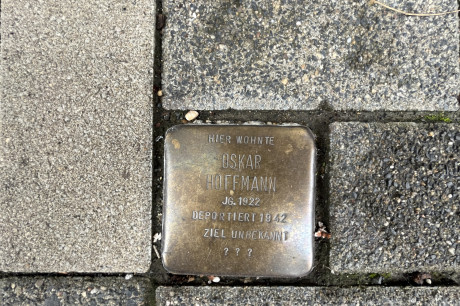 HIER WOHNTE
OSKAR
HOFFMANN
JG. 1922
DEPORTIERT 1942
ZIEL UNBEKANNT
? ? ?